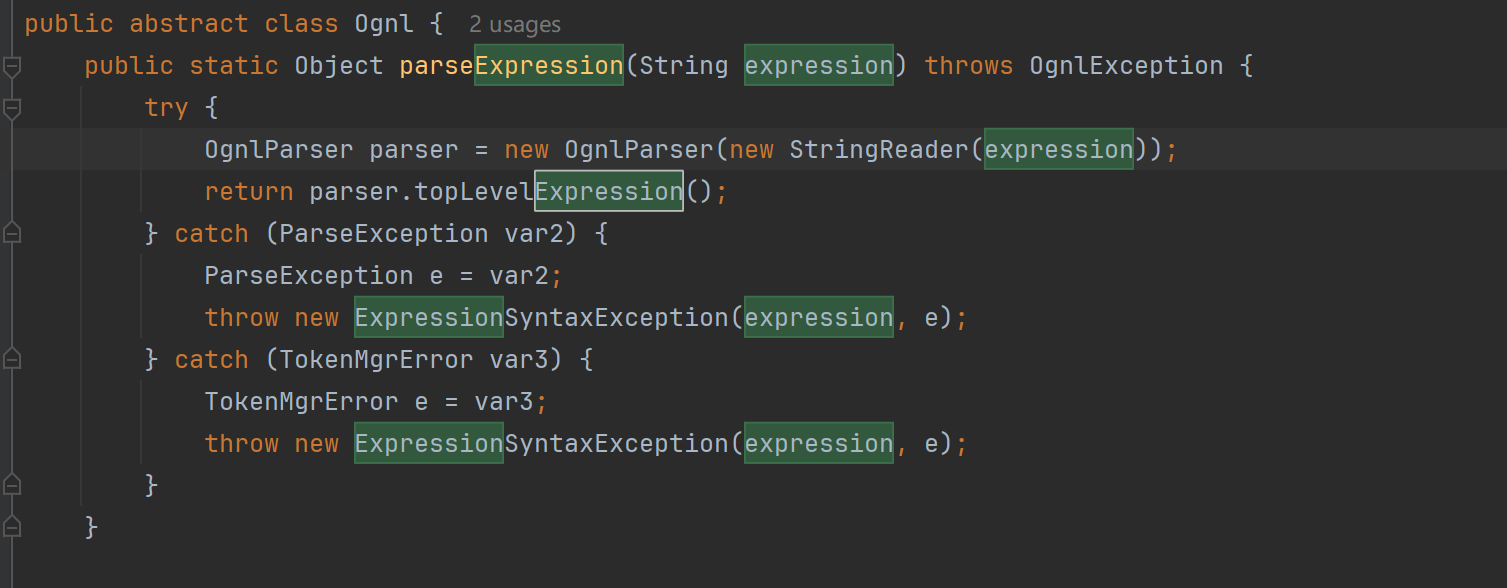 public abstract class Ognl {  2 usages
    public static Object parseExpression(String expression) throws OgnlException {
        try {
            OgnlParser parser = new OgnlParser(new StringReader(expression));
            return parser.topLevelExpression();
        } catch (ParseException var2) {
            ParseException e = var2;
            throw new ExpressionSyntaxException(expression, e);
        } catch (TokenMgrError var3) {
            TokenMgrError e = var3;
            throw new ExpressionSyntaxException(expression, e);
        }
    }